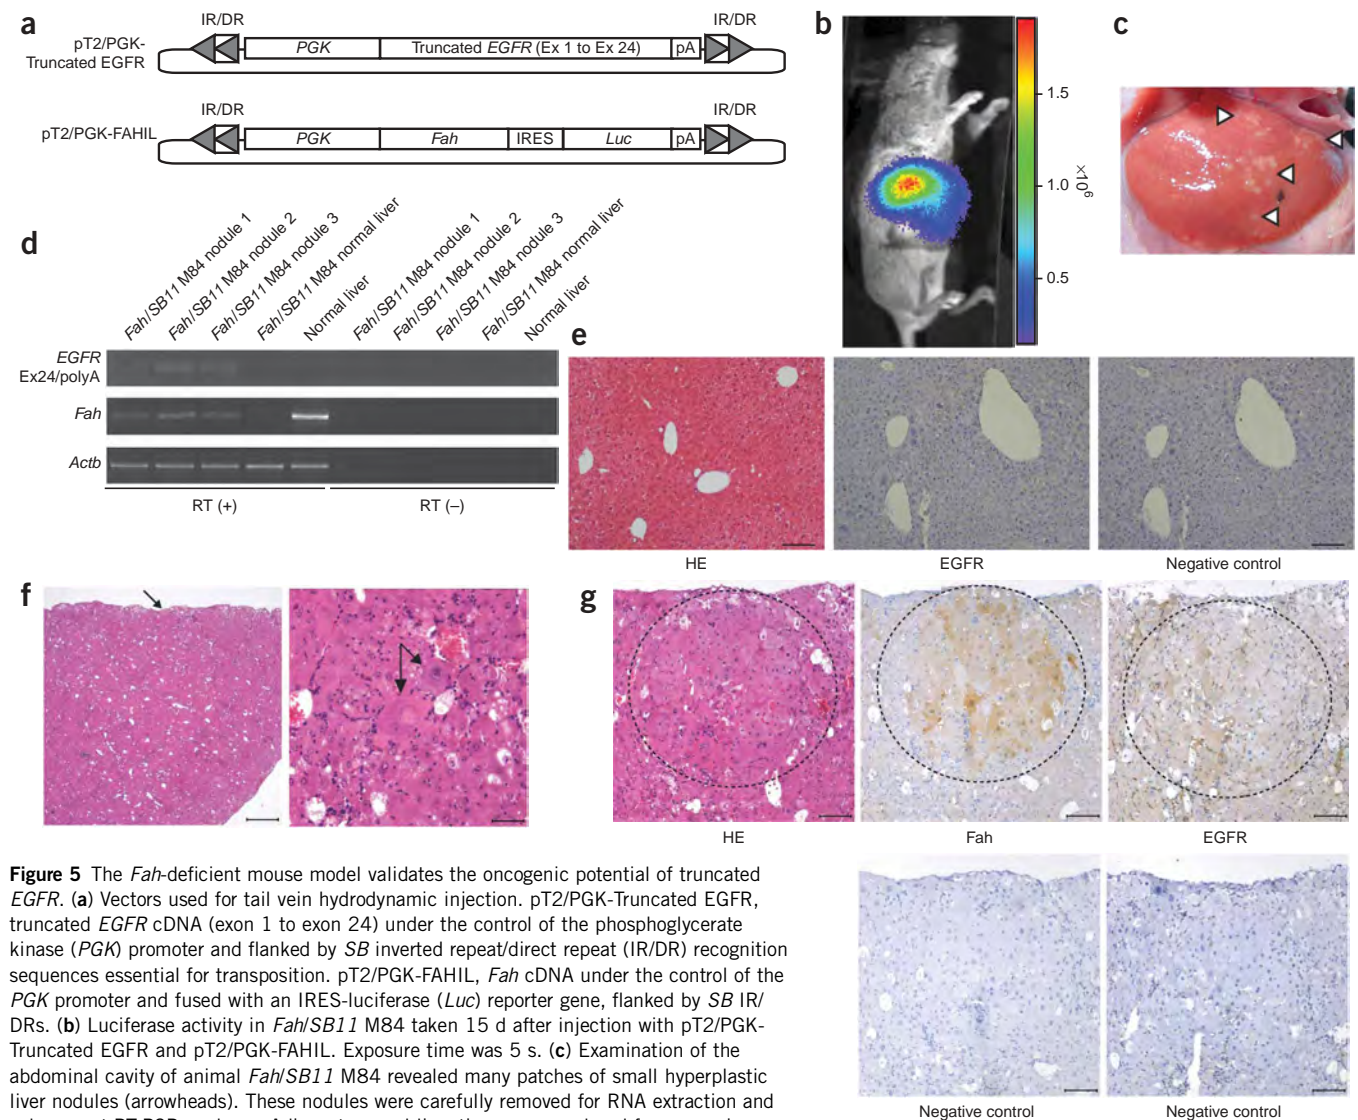 a
IR/DR
IR/DR
pT2/PGK-
Truncated EGFR
PGK
Truncated EGFR (Ex 1 to Ex 24)
pA
IR/DR
IR/DR
pT2/PGK-FAHIL
PGK
Fah
IRES
Luc
pA
b
1.5
1.0
0.5
×10⁶
c
d
Fah/SB11 M84 nodule 1
Fah/SB11 M84 nodule 2
Fah/SB11 M84 nodule 3
Fah/SB11 M84 normal liver
Normal liver
Fah/SB11 M84 nodule 1
Fah/SB11 M84 nodule 2
Fah/SB11 M84 nodule 3
Fah/SB11 M84 normal liver
Normal liver
EGFR
Ex24/polyA
Fah
Actb
RT (+)
RT (–)
e
HE
EGFR
Negative control
f
g
HE
Fah
EGFR
Negative control
Negative control
Figure 5 The Fah-deficient mouse model validates the oncogenic potential of truncated
EGFR. (a) Vectors used for tail vein hydrodynamic injection. pT2/PGK-Truncated EGFR,
truncated EGFR cDNA (exon 1 to exon 24) under the control of the phosphoglycerate
kinase (PGK) promoter and flanked by SB inverted repeat/direct repeat (IR/DR) recognition
sequences essential for transposition. pT2/PGK-FAHIL, Fah cDNA under the control of the
PGK promoter and fused with an IRES-luciferase (Luc) reporter gene, flanked by SB IR/
DRs. (b) Luciferase activity in Fah/SB11 M84 taken 15 d after injection with pT2/PGK-
Truncated EGFR and pT2/PGK-FAHIL. Exposure time was 5 s. (c) Examination of the
abdominal cavity of animal Fah/SB11 M84 revealed many patches of small hyperplastic
liver nodules (arrowheads). These nodules were carefully removed for RNA extraction and